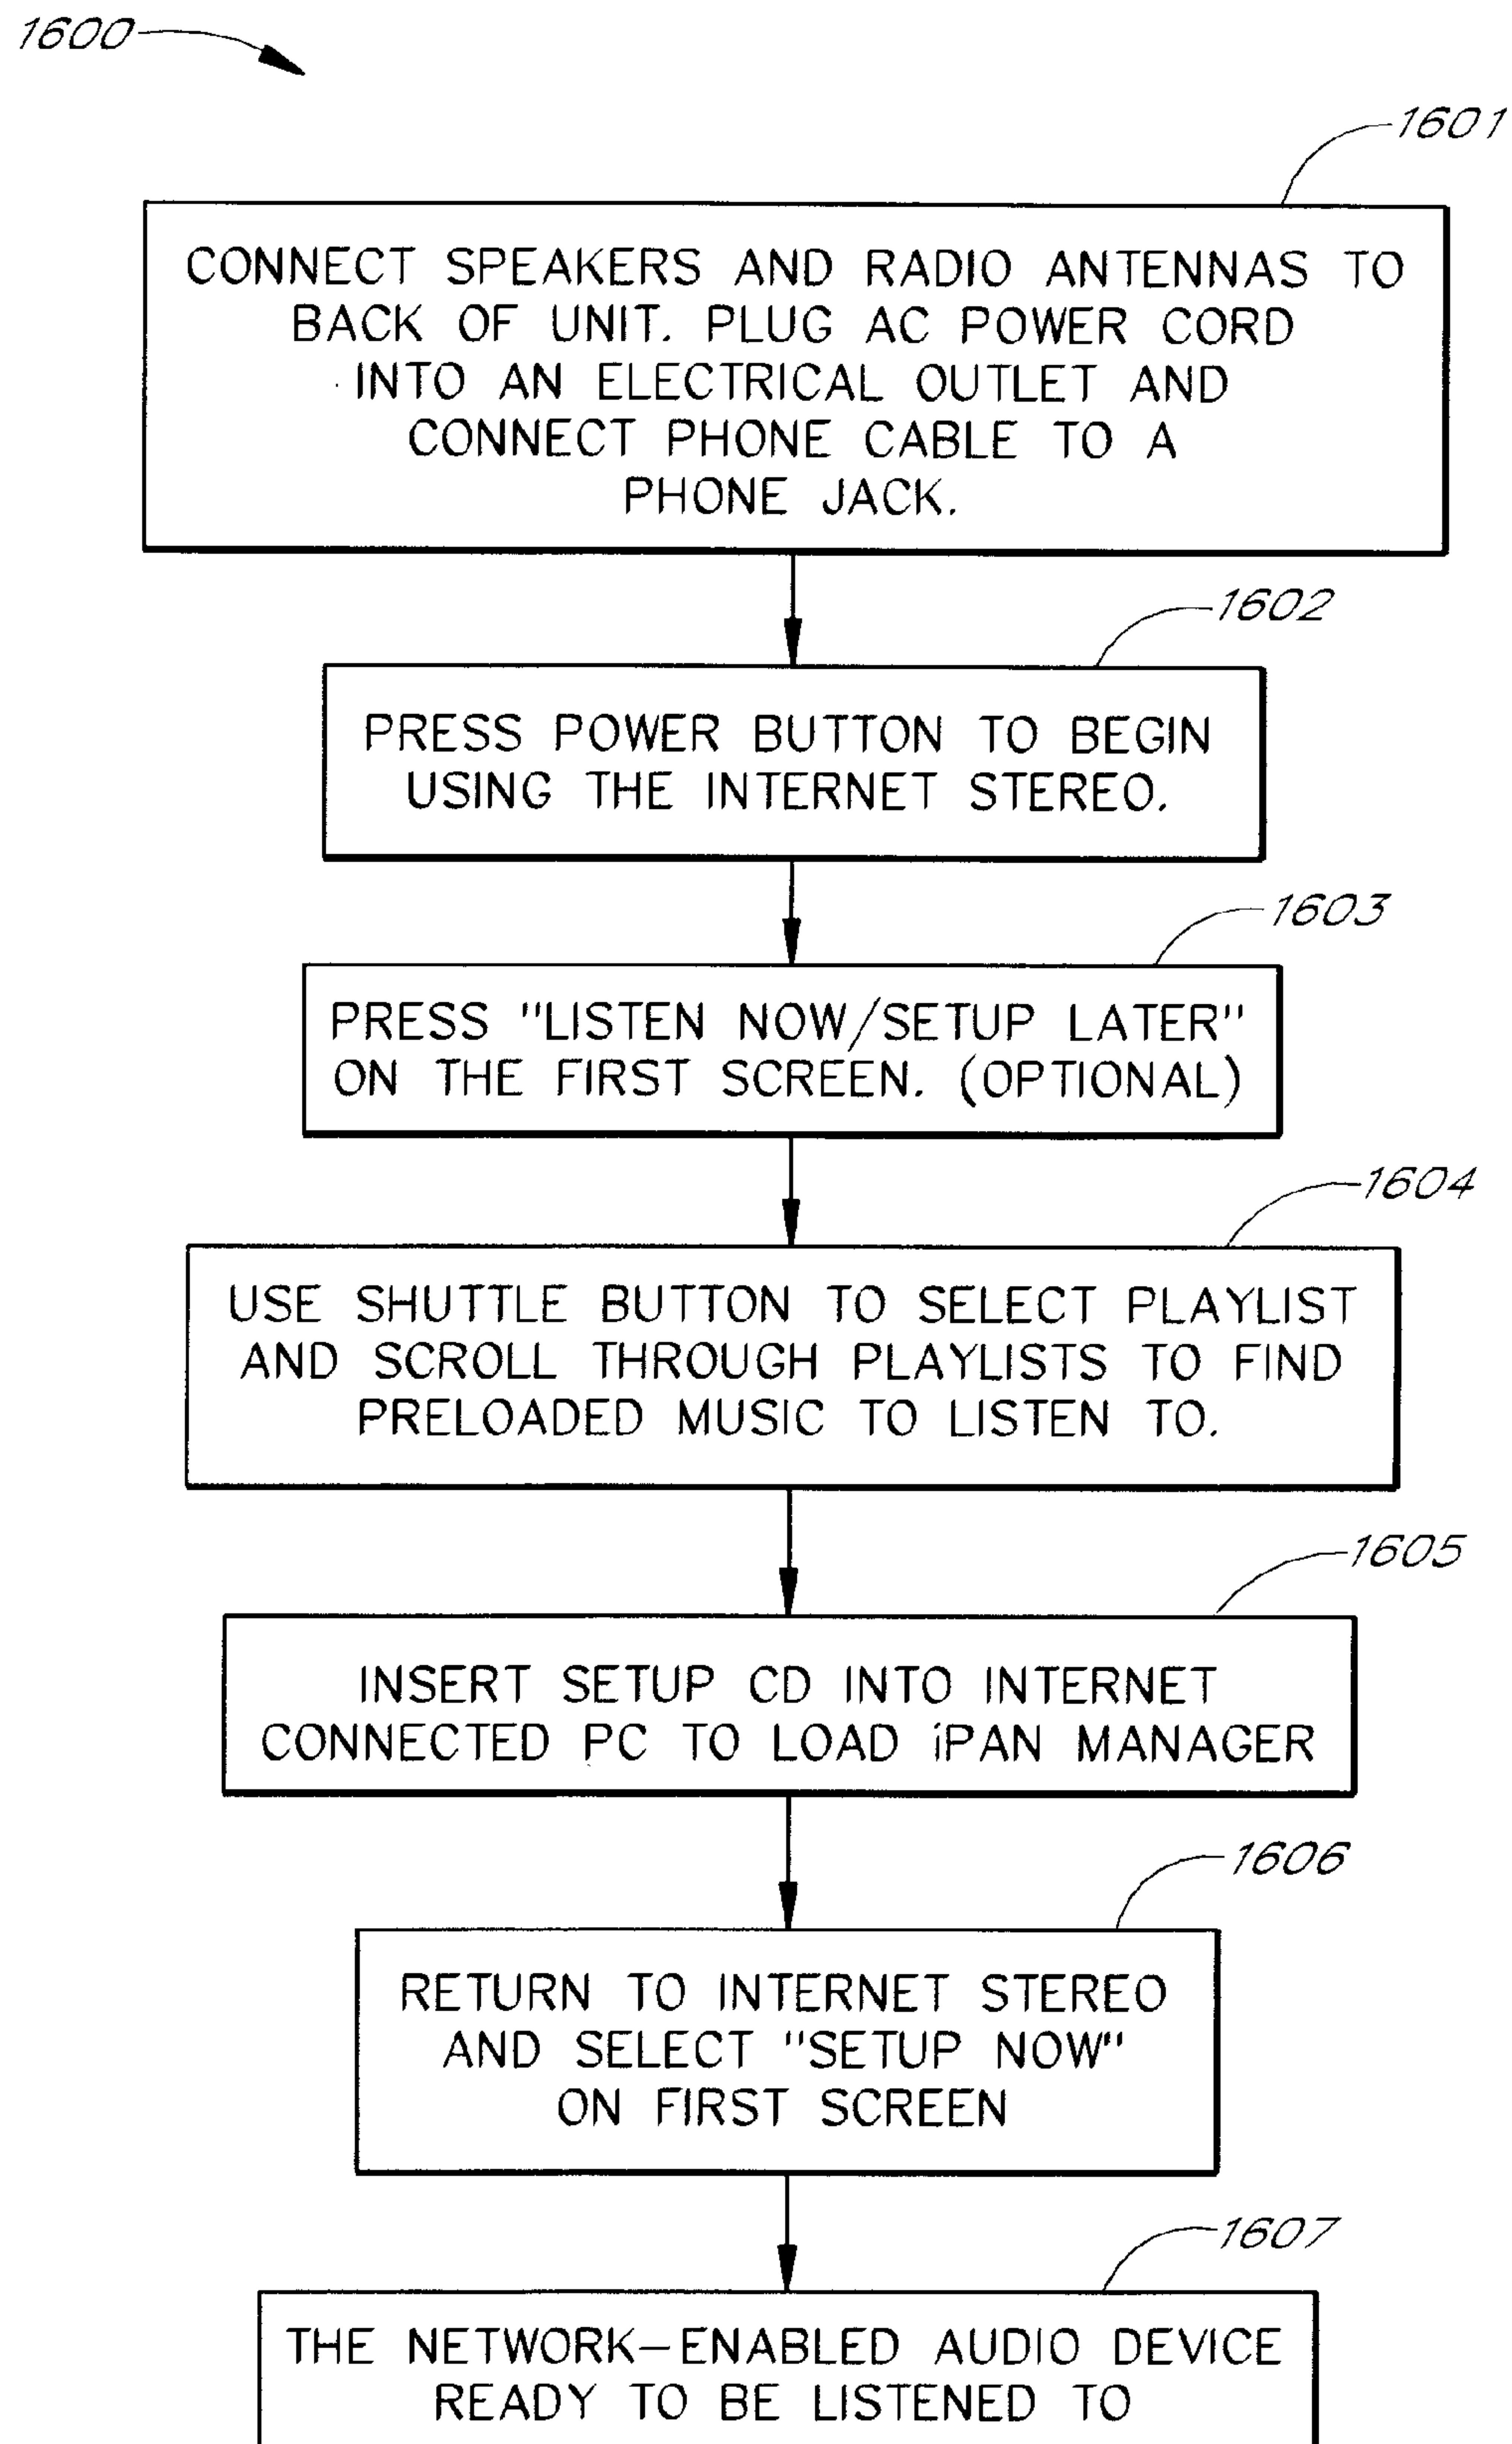 1600
1601
CONNECT SPEAKERS AND RADIO ANTENNAS TO
BACK OF UNIT. PLUG AC POWER CORD
INTO AN ELECTRICAL OUTLET AND
CONNECT PHONE CABLE TO A
PHONE JACK.
1602
PRESS POWER BUTTON TO BEGIN
USING THE INTERNET STEREO.
1603
PRESS "LISTEN NOW/SETUP LATER"
ON THE FIRST SCREEN. (OPTIONAL)
1604
USE SHUTTLE BUTTON TO SELECT PLAYLIST
AND SCROLL THROUGH PLAYLISTS TO FIND
PRELOADED MUSIC TO LISTEN TO.
1605
INSERT SETUP CD INTO INTERNET
CONNECTED PC TO LOAD iPAN MANAGER
1606
RETURN TO INTERNET STEREO
AND SELECT "SETUP NOW"
ON FIRST SCREEN
1607
THE NETWORK-ENABLED AUDIO DEVICE
READY TO BE LISTENED TO